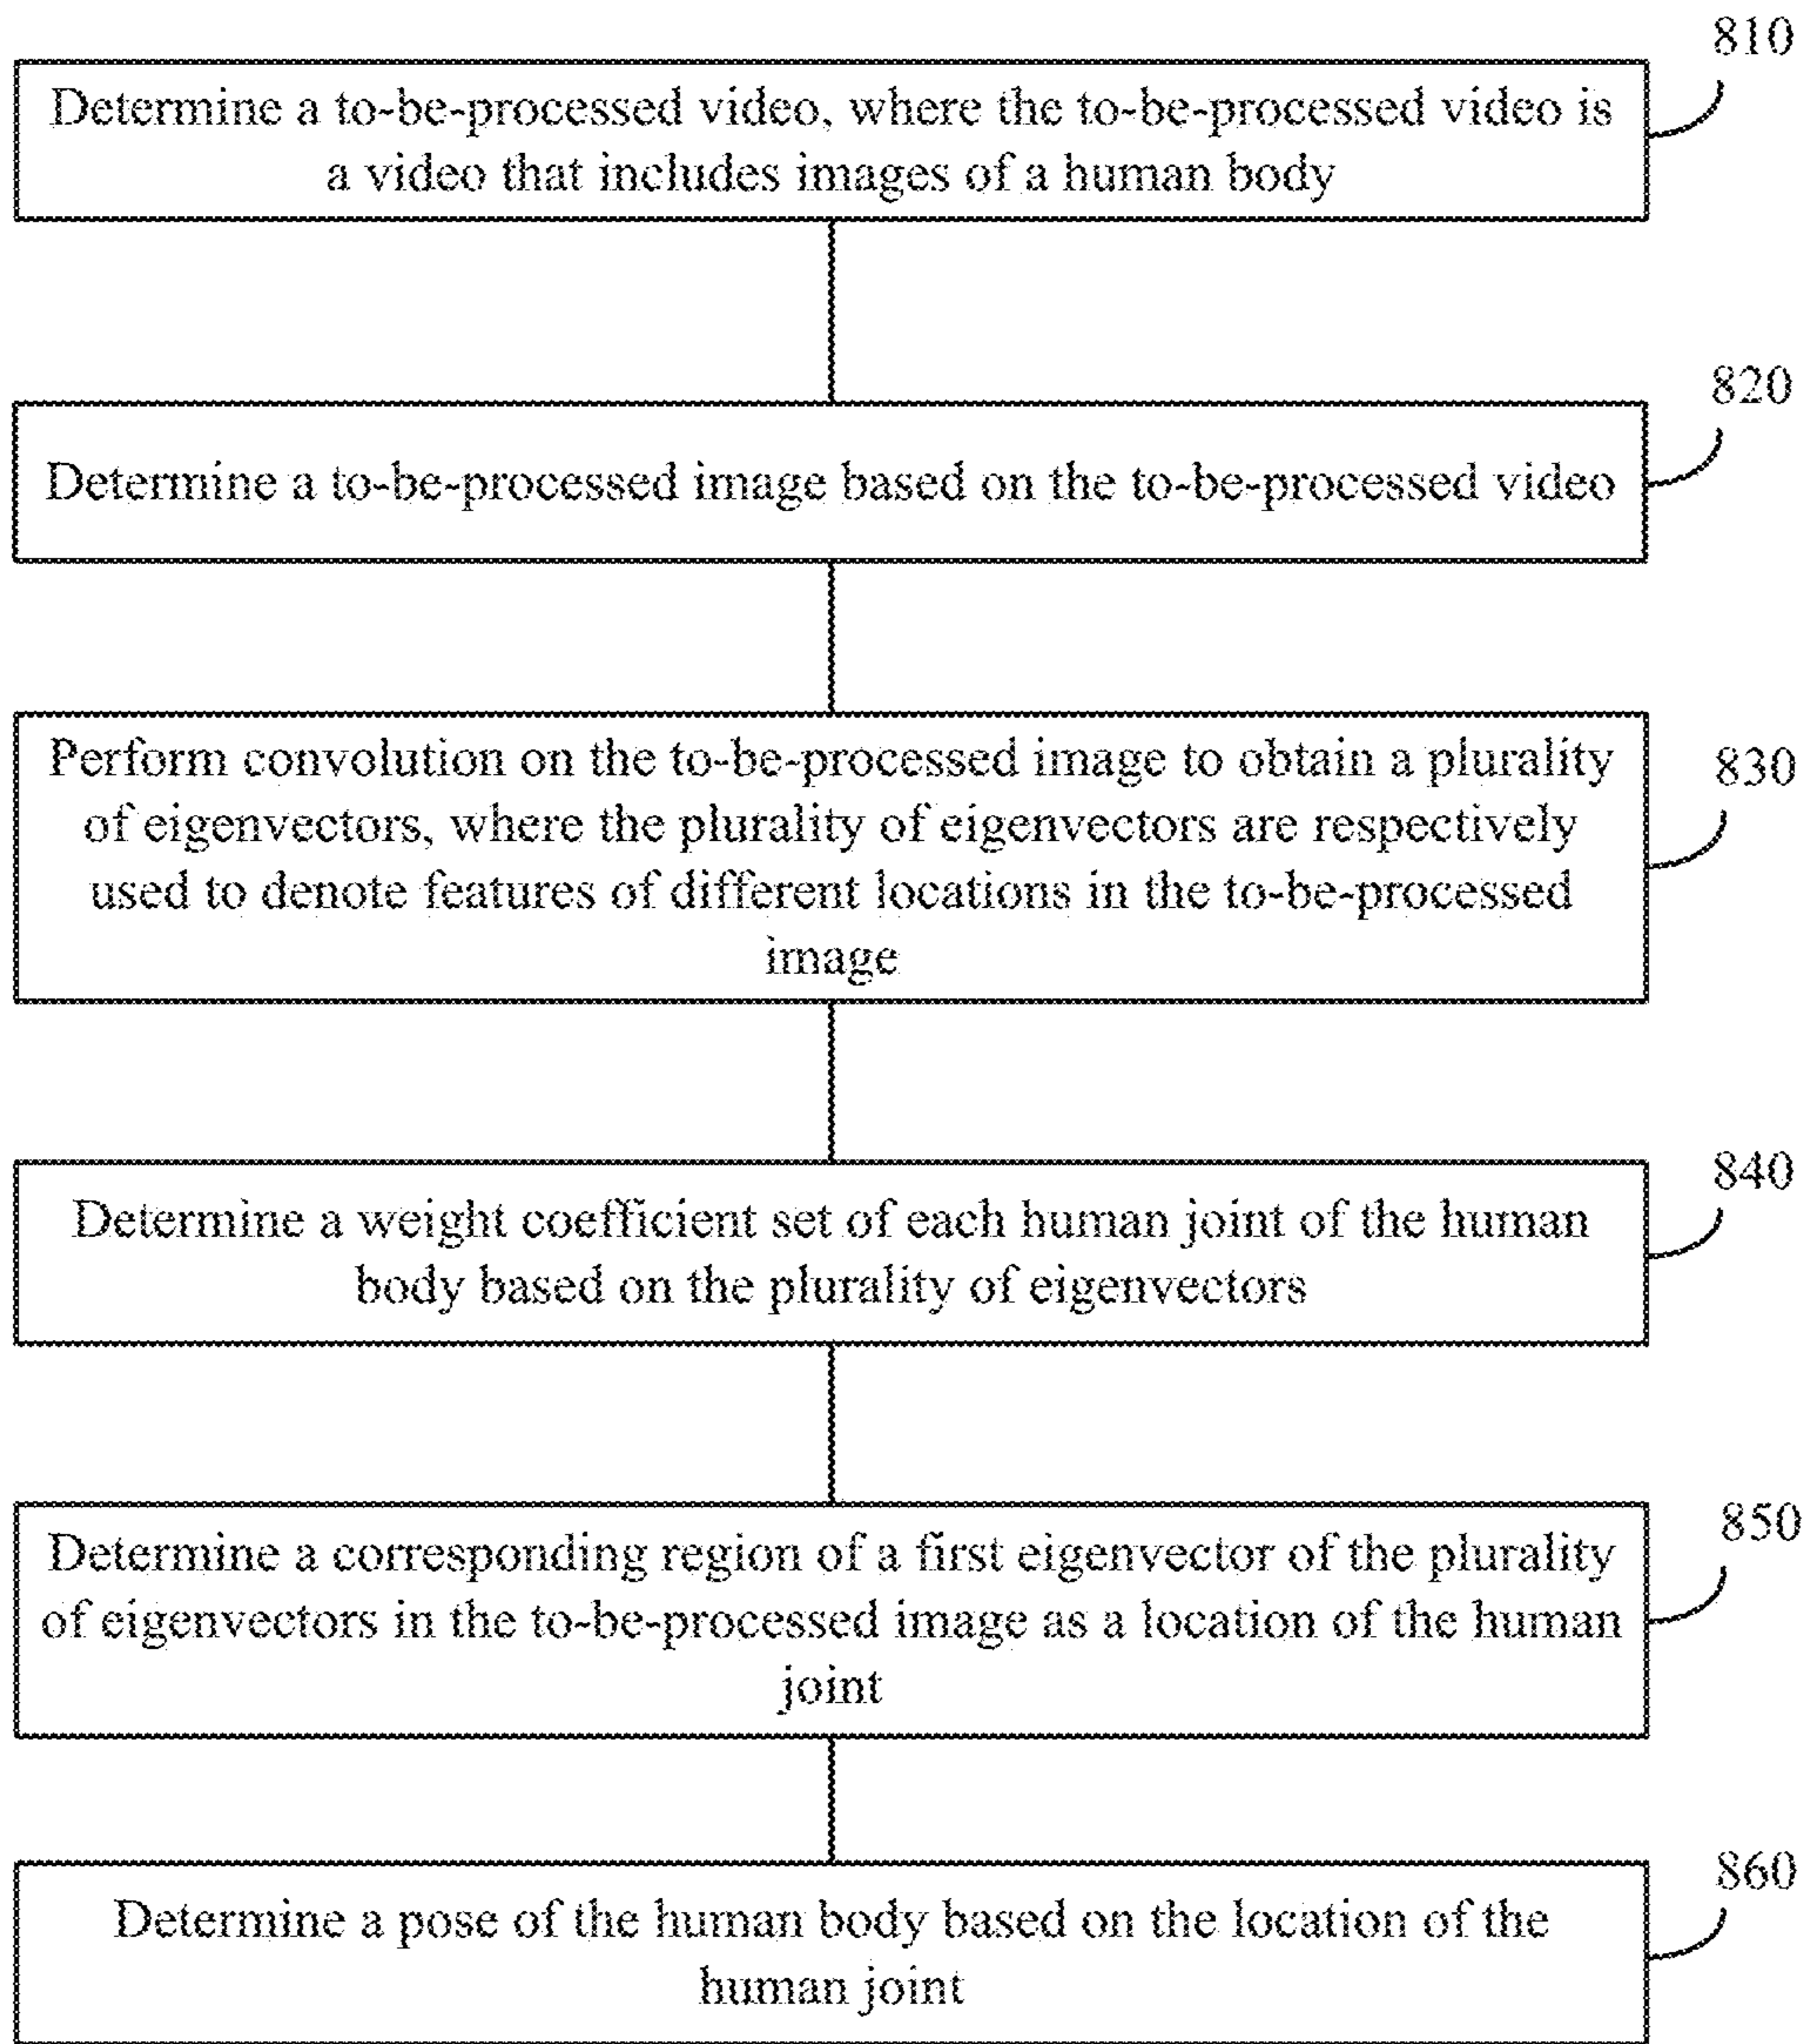 810
Determine a to-be-processed video, where the to-be-processed video is
a video that includes images of a human body
820
Determine a to-be-processed image based on the to-be-processed video
830
Perform convolution on the to-be-processed image to obtain a plurality
of eigenvectors, where the plurality of eigenvectors are respectively
used to denote features of different locations in the to-be-processed
image
840
Determine a weight coefficient set of each human joint of the human
body based on the plurality of eigenvectors
850
Determine a corresponding region of a first eigenvector of the plurality
of eigenvectors in the to-be-processed image as a location of the human
joint
860
Determine a pose of the human body based on the location of the
human joint